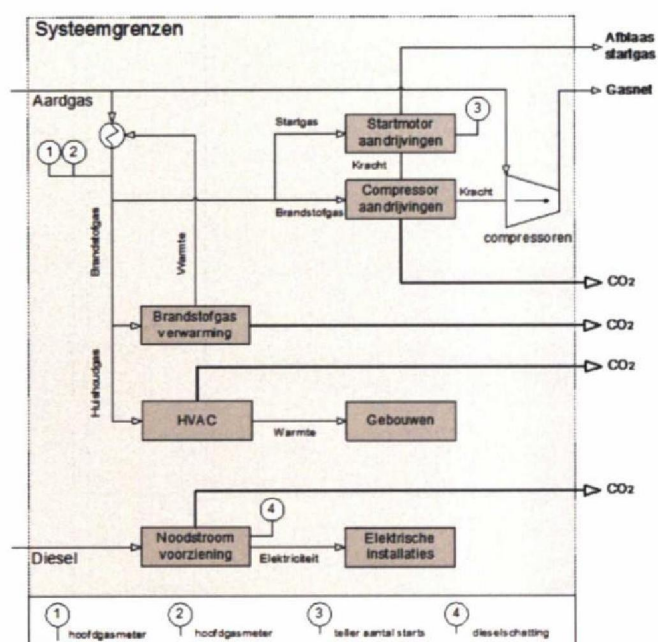 Systeemgrenzen
Afblaas
startgas
Gasnet
Aardgas
Startgas
Startmotor
aandrijvingen
3
1
2
Kracht
Compressor
aandrijvingen
Kracht
Brandstofgas
compressoren
Brandstofgas
Warmte
CO2
Brandstofgas
verwarming
CO2
CO2
Huishoudgas
HVAC
Warmte
Gebouwen
CO2
4
Diesel
Noodstroom
voorziening
Elektriciteit
Elektrische
installaties
1
hoofdgasmeter
2
hoofdgasmeter
3
teller aantal starts
4
dieselschatting